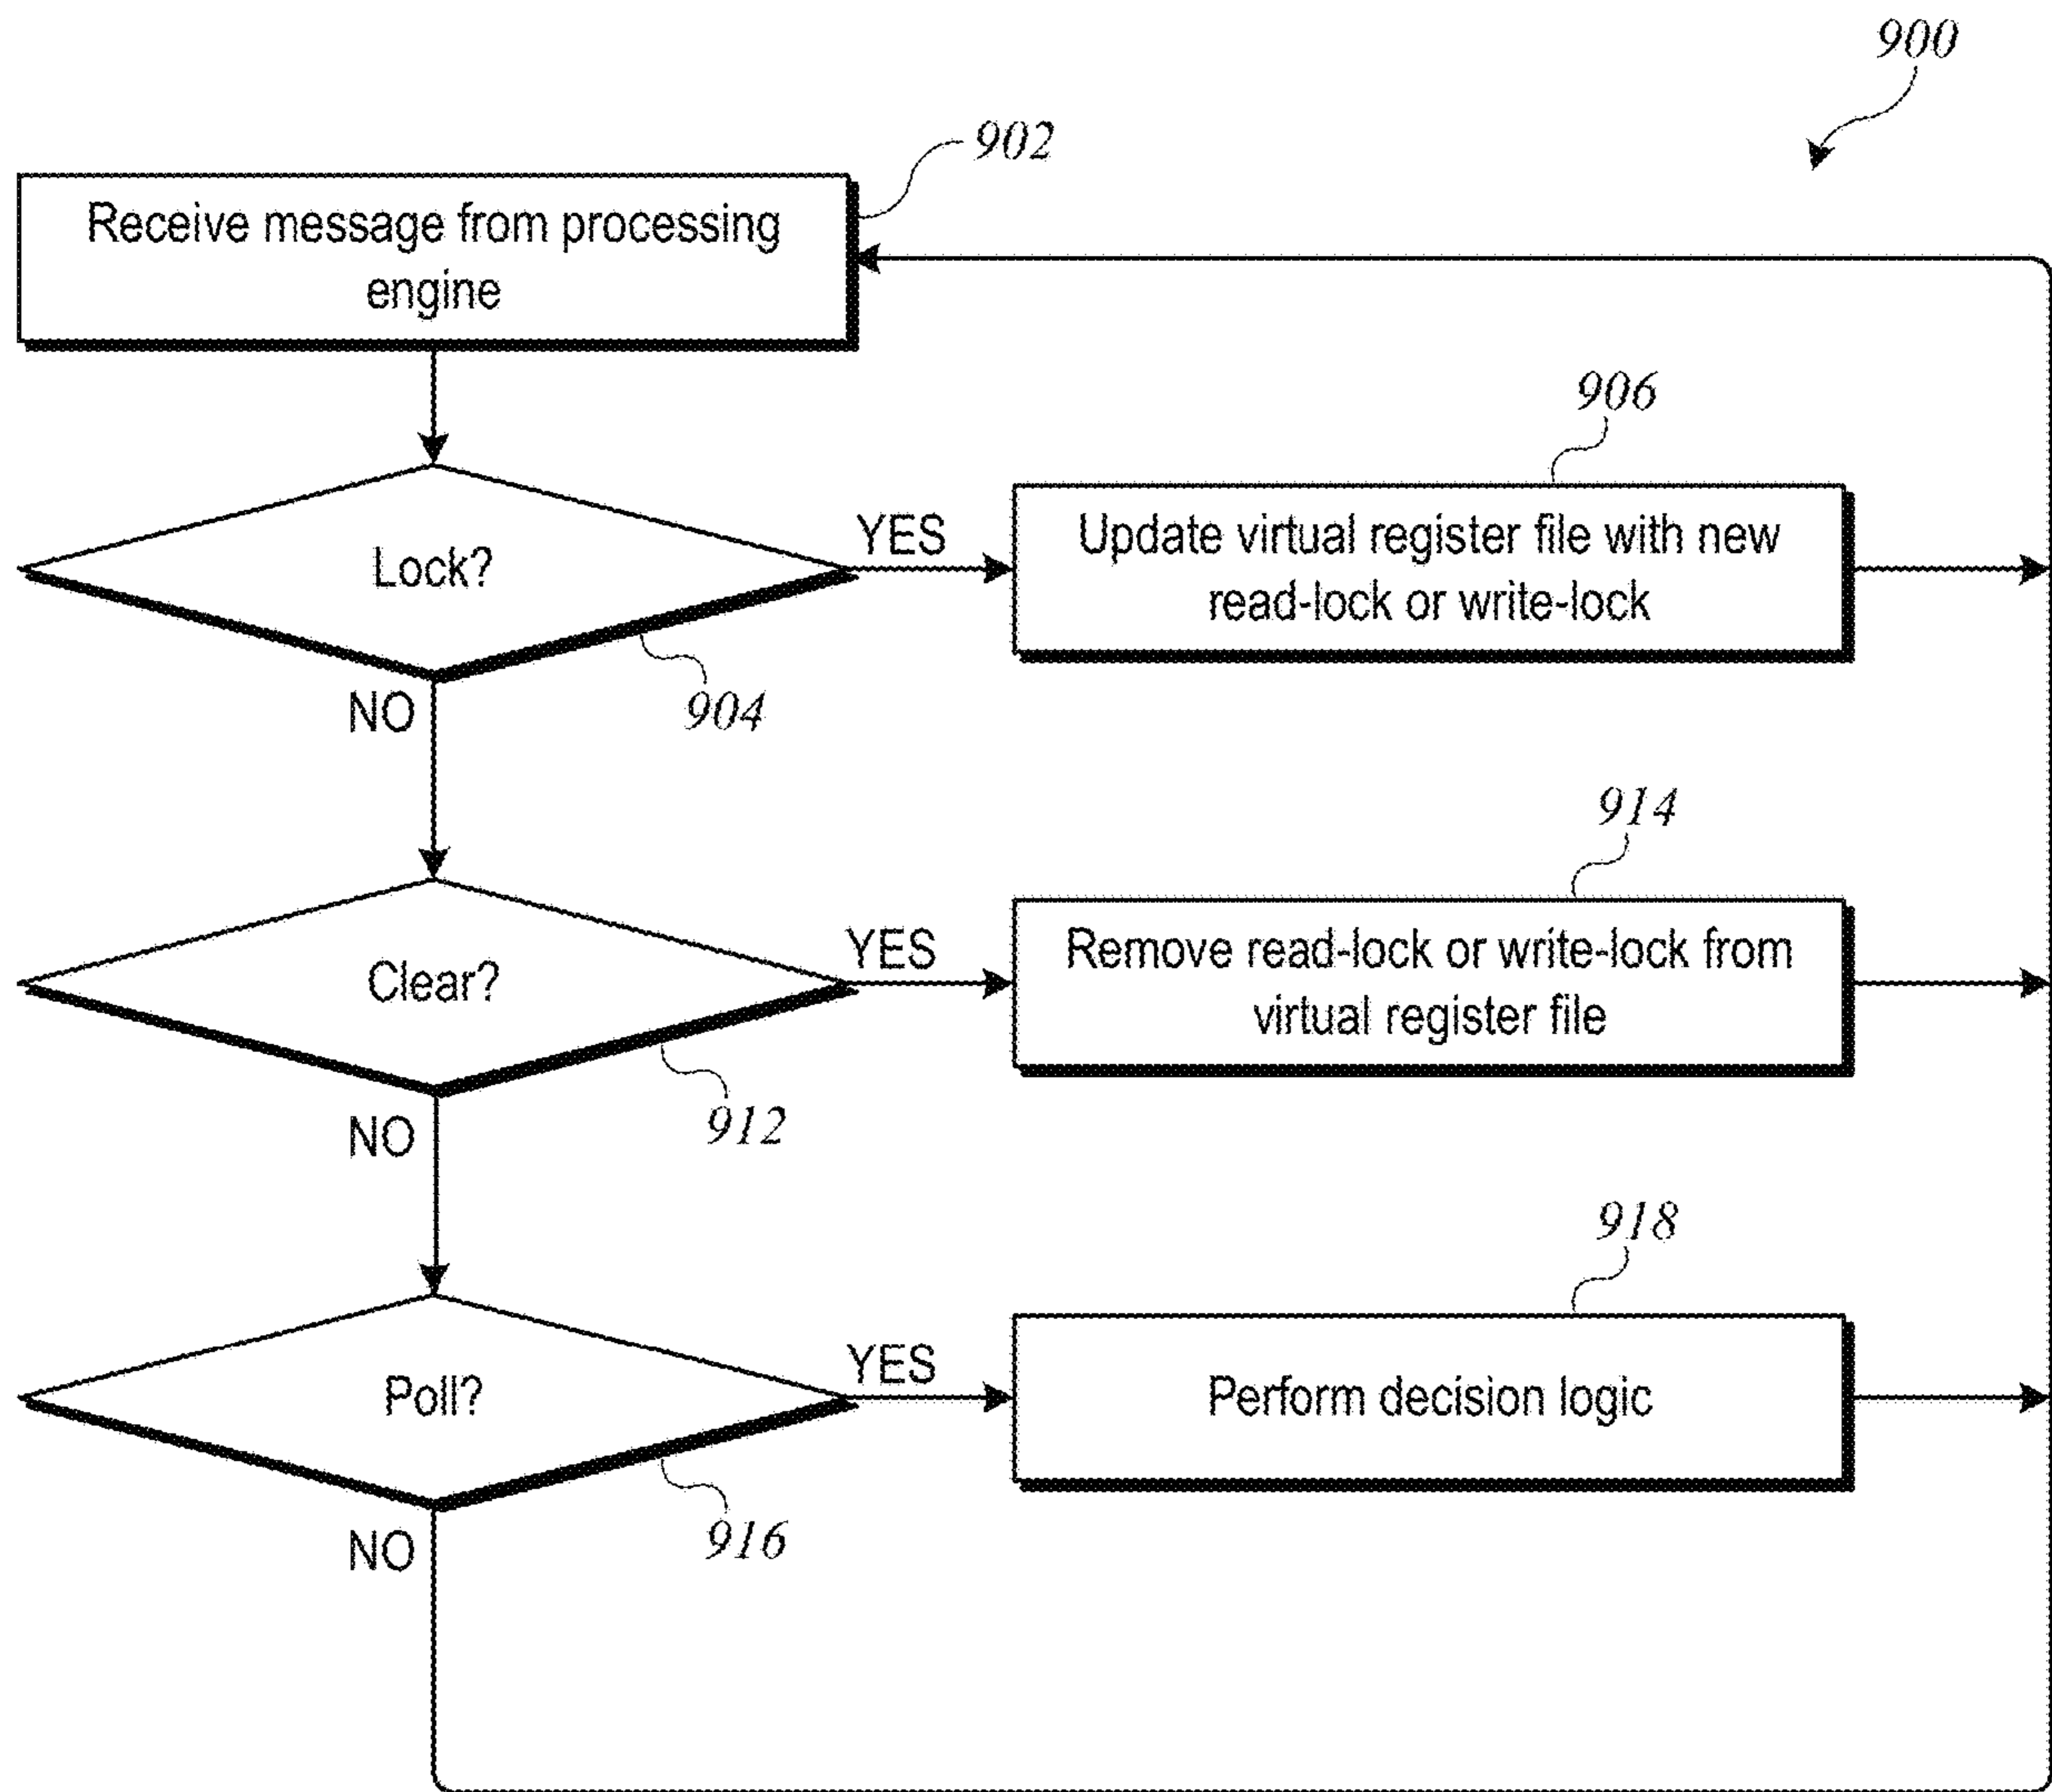 900
902
Receive message from processing
engine
906
Lock?
YES
Update virtual register file with new
read-lock or write-lock
904
NO
914
Clear?
YES
Remove read-lock or write-lock from
virtual register file
912
NO
918
Poll?
YES
Perform decision logic
916
NO